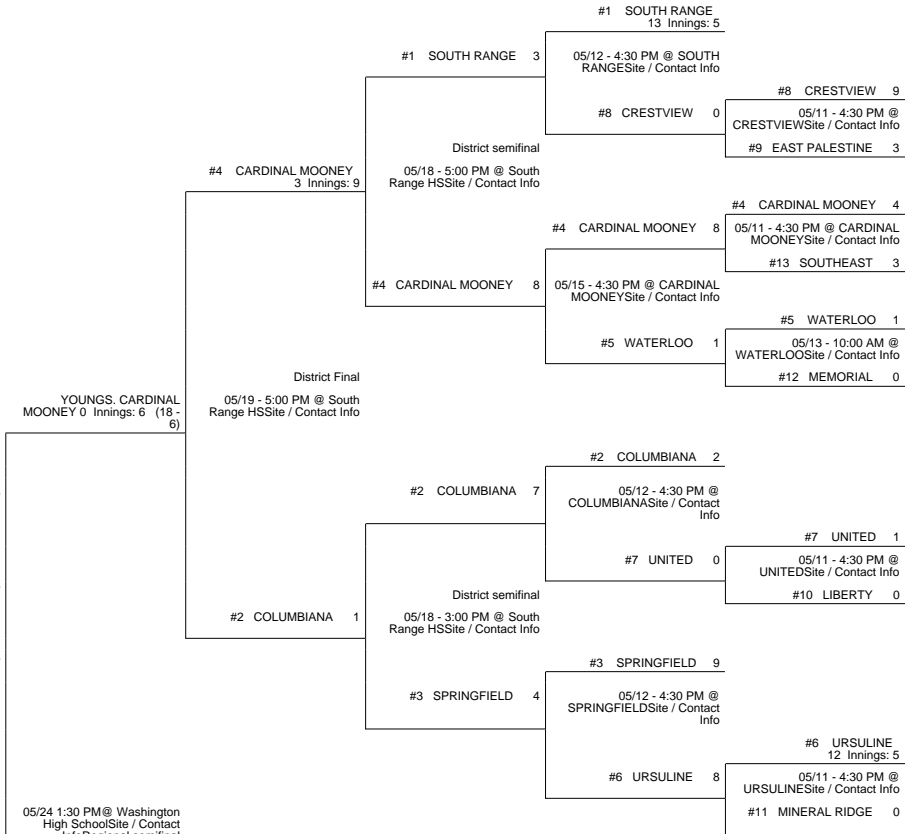 #1 SOUTH RANGE
13 Innings: 5
#1 SOUTH RANGE 3
05/12 - 4:30 PM @ SOUTH
RANGESite / Contact Info
#8 CRESTVIEW 9
#8 CRESTVIEW 0
05/11 - 4:30 PM @
CRESTVIEWSite / Contact Info
#9 EAST PALESTINE 3
District semifinal
#4 CARDINAL MOONEY
3 Innings: 9
05/18 - 5:00 PM @ South
Range HSSite / Contact Info
#4 CARDINAL MOONEY 4
#4 CARDINAL MOONEY 8
05/11 - 4:30 PM @ CARDINAL
MOONEYSite / Contact Info
#13 SOUTHEAST 3
#4 CARDINAL MOONEY 8
05/15 - 4:30 PM @ CARDINAL
MOONEYSite / Contact Info
#5 WATERLOO 1
#5 WATERLOO 1
05/13 - 10:00 AM @
WATERLOOSite / Contact Info
#12 MEMORIAL 0
District Final
YOUNGS. CARDINAL
MOONEY 0 Innings: 6 (18 -
6)
05/19 - 5:00 PM @ South
Range HSSite / Contact Info
#2 COLUMBIANA 2
#2 COLUMBIANA 7
05/12 - 4:30 PM @
COLUMBIANASite / Contact
Info
#7 UNITED 1
#7 UNITED 0
05/11 - 4:30 PM @
UNITEDSite / Contact Info
#10 LIBERTY 0
District semifinal
#2 COLUMBIANA 1
05/18 - 3:00 PM @ South
Range HSSite / Contact Info
#3 SPRINGFIELD 9
#3 SPRINGFIELD 4
05/12 - 4:30 PM @
SPRINGFIELDSite / Contact
Info
#6 URSULINE
12 Innings: 5
#6 URSULINE 8
05/11 - 4:30 PM @
URSULINESite / Contact Info
#11 MINERAL RIDGE 0
05/24 1:30 PM@ Washington
High SchoolSite / Contact
InfoRegional semifinal